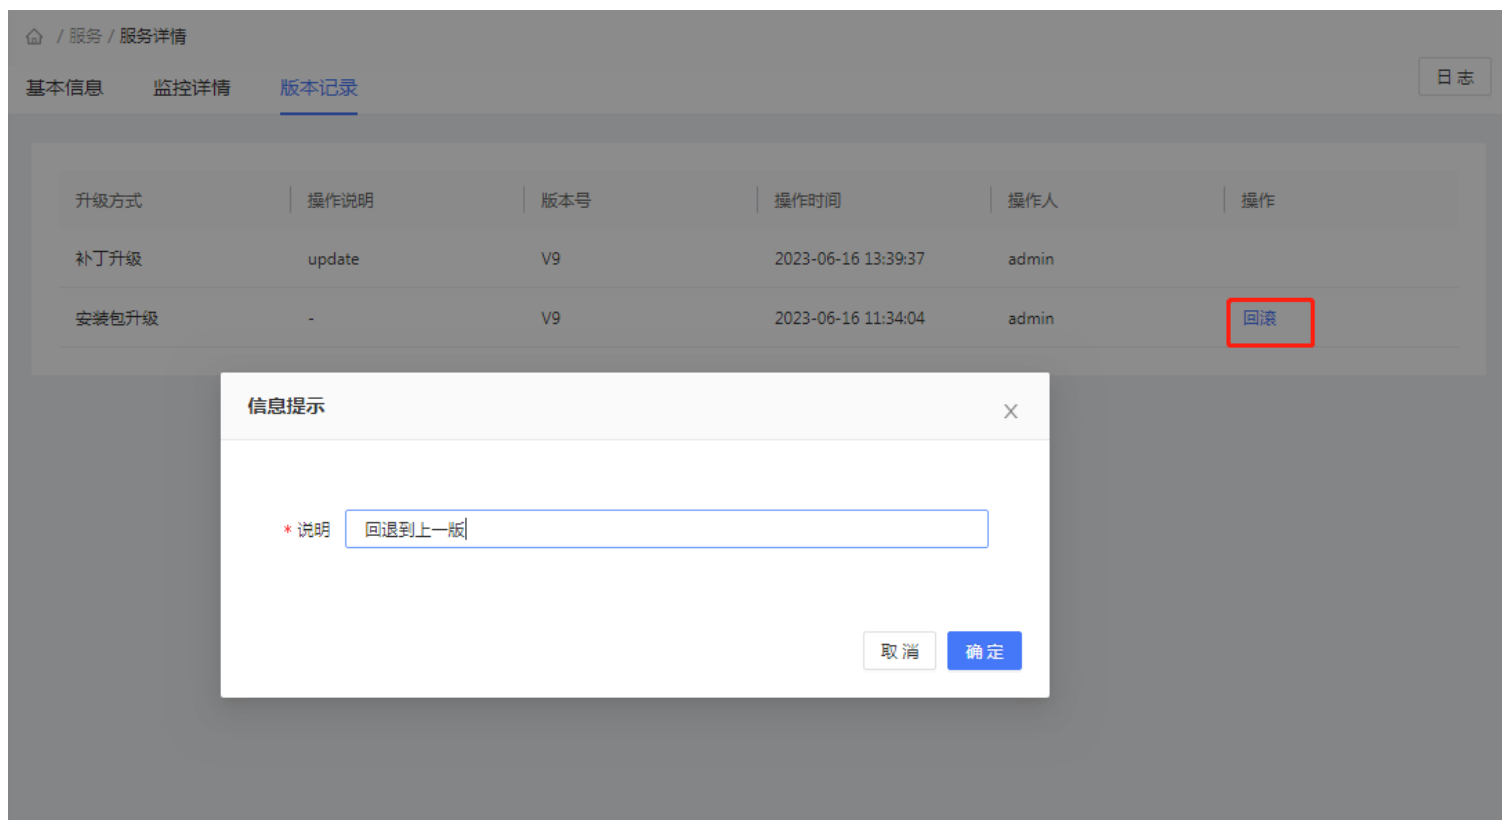 / 服务 / 服务详情
基本信息 监控详情 版本记录 日志
升级方式 操作说明 版本号 操作时间 操作人 操作
补丁升级 update V9 2023-06-16 13:39:37 admin
安装包升级 - V9 2023-06-16 11:34:04 admin 回滚
信息提示
* 说明 回退到上一版
取消 确定